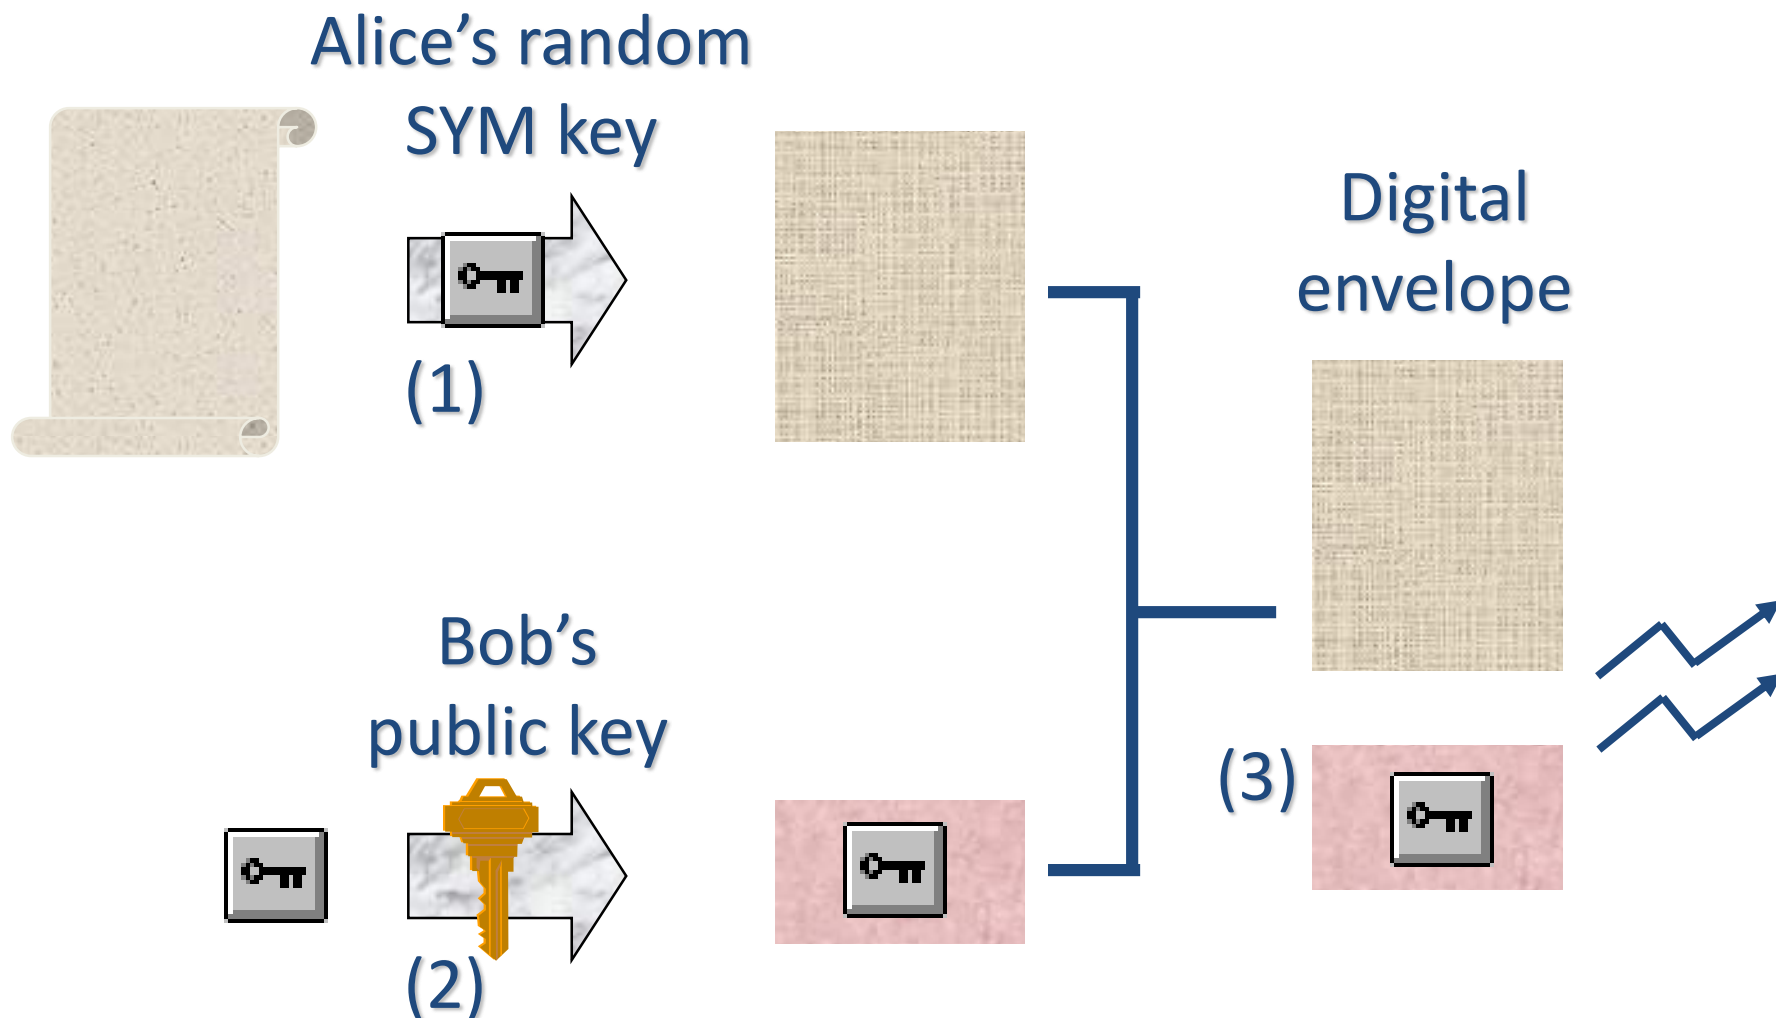 Alice’s random
SYM key
(1)
Digital
envelope
Bob’s
public key
(2)
(3)